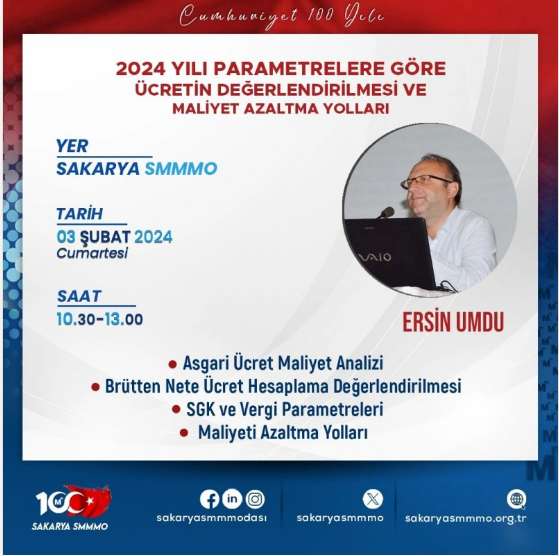 Cumhuriyet 100 Yılı
2024 YILI PARAMETRELERE GÖRE
ÜCRETİN DEĞERLENDİRİLMESİ VE
MALİYET AZALTMA YOLLARI
YER
SAKARYA SMMMO
TARİH
03 ŞUBAT 2024
Cumartesi
SAAT
10.30-13.00
VAIO
ERSİN UMDU
• Asgari Ücret Maliyet Analizi
• Brütten Nete Ücret Hesaplama Değerlendirilmesi
• SGK ve Vergi Parametreleri
• Maliyeti Azaltma Yolları
100
SAKARYA SMMMO
sakaryasmmmodası
sakaryasmmmo
sakaryasmmmo.org.tr